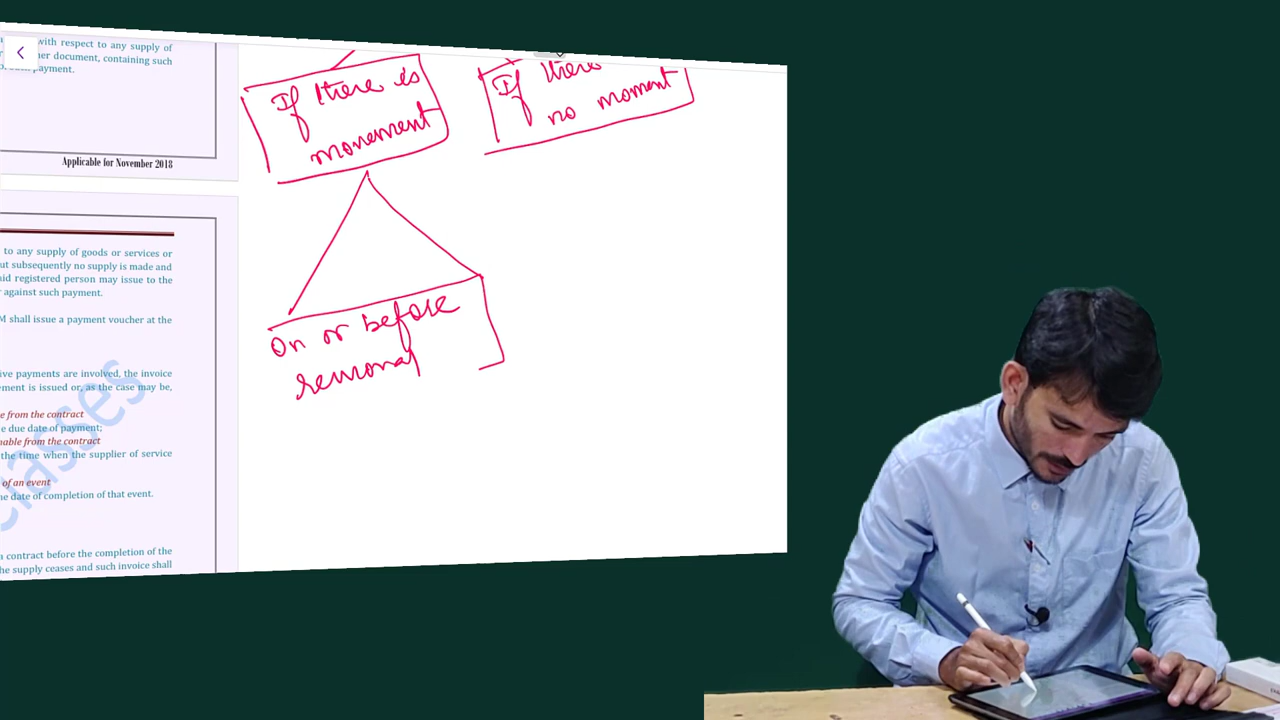 with respect to any supply of
her document, containing such
payment.
Applicable for November 2018
to any supply of goods or services or
ut subsequently no supply is made and
aid registered person may issue to the
r against such payment.
M shall issue a payment voucher at the
ive payments are involved, the invoice
ement is issued or, as the case may be,
e from the contract
e due date of payment;
nable from the contract
the time when the supplier of service
of an event
he date of completion of that event.
n contract before the completion of the
he supply ceases and such invoice shall
classes
If there is
movement
If there
no moment
On or before
removal